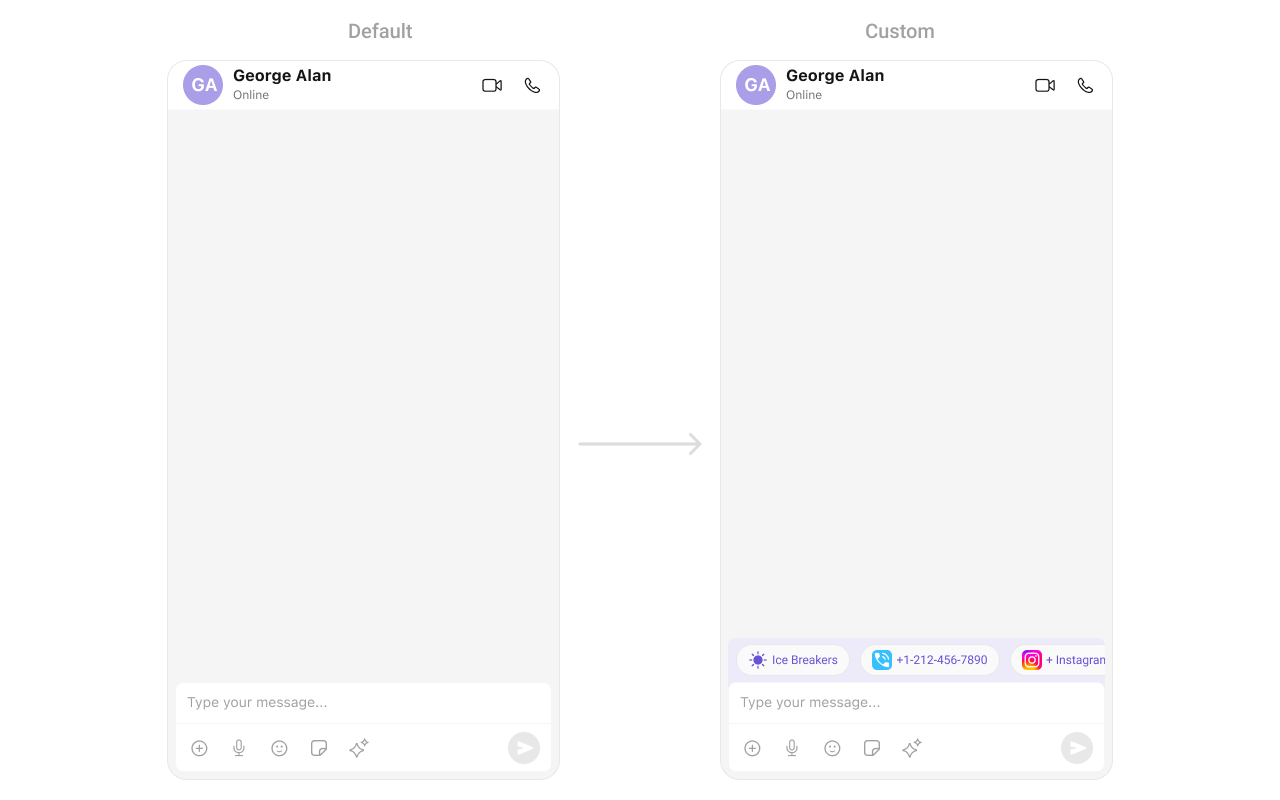 Default
GA
George Alan
Online
Type your message...
Custom
GA
George Alan
Online
Ice Breakers
+1-212-456-7890
+ Instagram
Type your message...